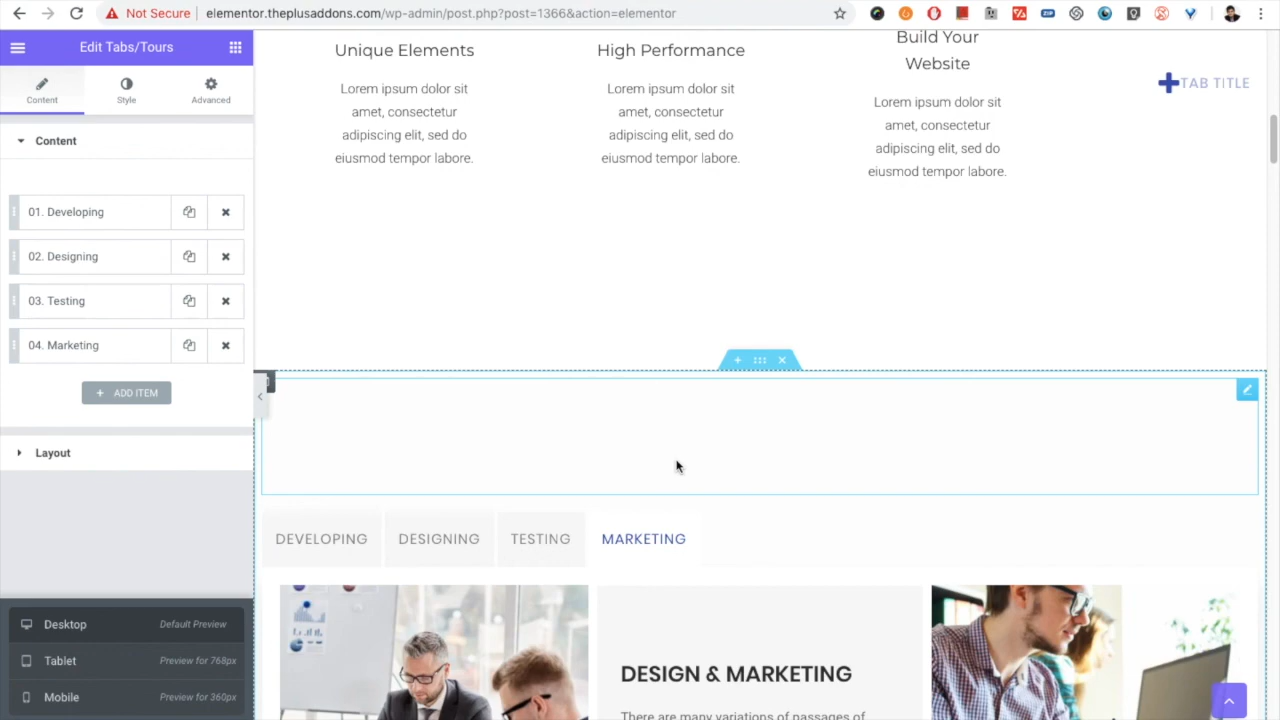 Not Secure
elementor.theplusaddons.com/wp-admin/post.php?post=1366&action=elementor
Edit Tabs/Tours
Content
Style
Advanced
Content
01. Developing
02. Designing
03. Testing
04. Marketing
+ ADD ITEM
Layout
Desktop
Default Preview
Tablet
Preview for 768px
Mobile
Preview for 360px
Unique Elements
Lorem ipsum dolor sit
amet, consectetur
adipiscing elit, sed do
eiusmod tempor labore.
High Performance
Lorem ipsum dolor sit
amet, consectetur
adipiscing elit, sed do
eiusmod tempor labore.
Build Your
Website
Lorem ipsum dolor sit
amet, consectetur
adipiscing elit, sed do
eiusmod tempor labore.
TAB TITLE
DEVELOPING
DESIGNING
TESTING
MARKETING
DESIGN & MARKETING
There are many variations of passages of